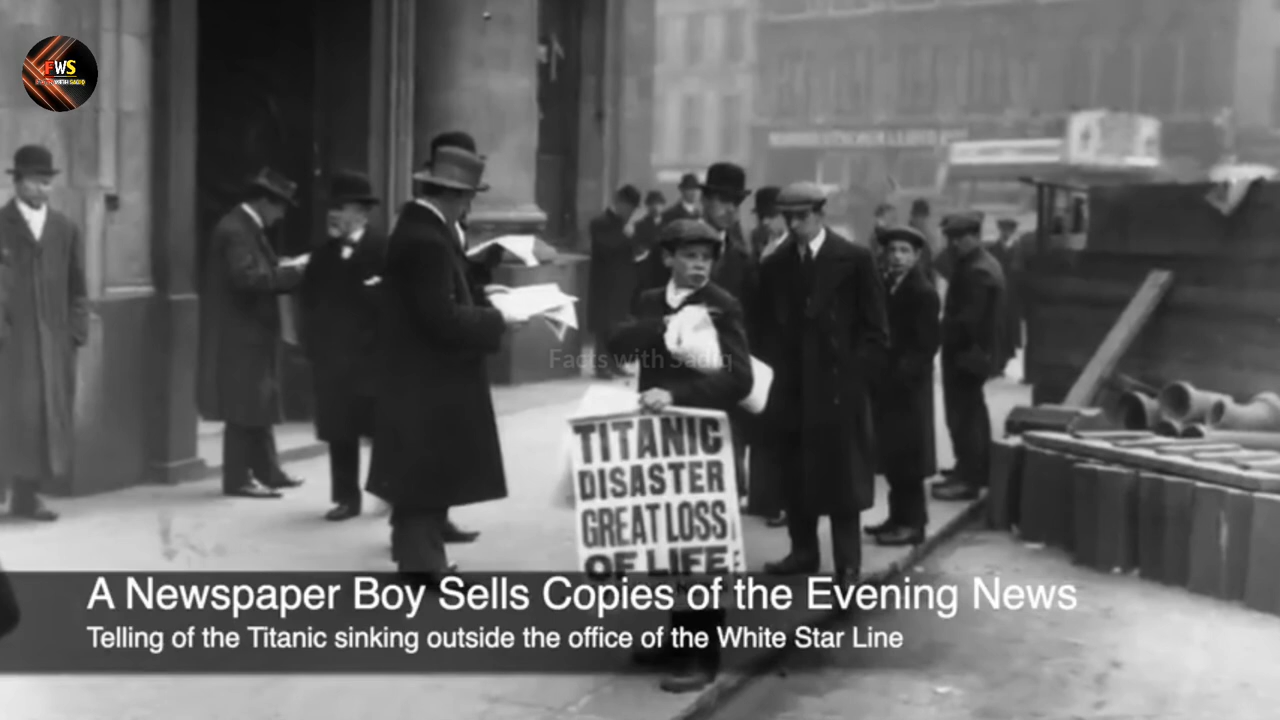 FWS
Facts with Sadiq
TITANIC
DISASTER
GREAT LOSS
OF LIFE
A Newspaper Boy Sells Copies of the Evening News
Telling of the Titanic sinking outside the office of the White Star Line